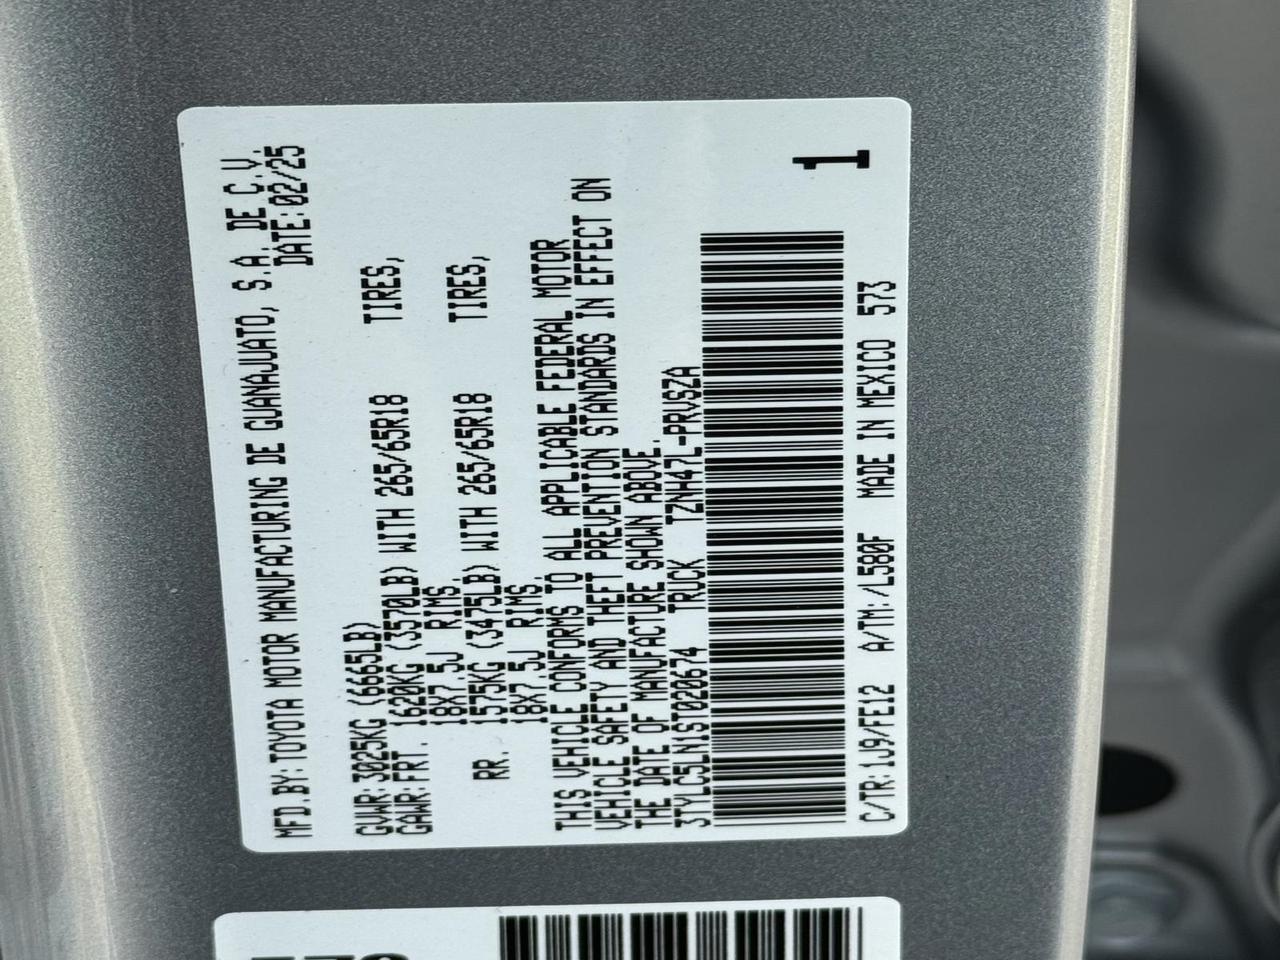 MFD.BY:TOYOTA MOTOR MANUFACTURING DE GUANAJUATO, S.A. DE C.V.
DATE:02/25
GVWR:3025KG (6665LB)
GAWR:FRT. 1620KG (3570LB) WITH 265/65R18 TIRES,
18X7.5J RIMS,
RR. 1575KG (3475LB) WITH 265/65R18 TIRES,
18X7.5J RIMS,
THIS VEHICLE CONFORMS TO ALL APPLICABLE FEDERAL MOTOR
VEHICLE SAFETY AND THEFT PREVENTION STANDARDS IN EFFECT ON
THE DATE OF MANUFACTURE SHOWN ABOVE.
3TYLC5LN1ST020674 TRUCK TZNA47L-PRVSZA
1
C/TR:1J9/FE12 A/TM:/L580F MADE IN MEXICO 573